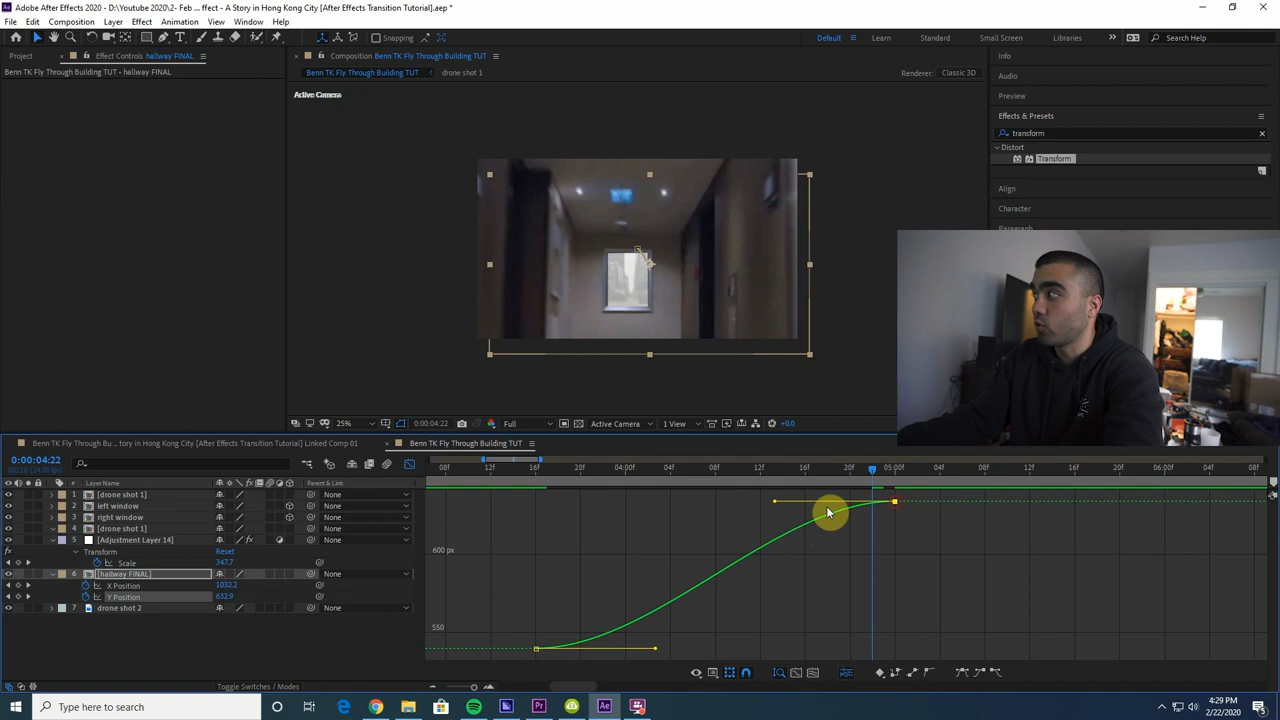 Adobe After Effects 2020 - D:\Youtube 2020\2- Feb ... ffect - A Story in Hong Kong City [After Effects Transition Tutorial].aep *
File Edit Composition Layer Effect Animation View Window Help
Snapping Default Learn Standard Small Screen Libraries Search Help
Project Effect Controls hallway FINAL Composition Benn TK Fly Through Building TUT Info
Benn TK Fly Through Building TUT • hallway FINAL Benn TK Fly Through Building TUT drone shot 1 Renderer: Classic 3D
Audio
Active Camera Preview
Effects & Presets
transform
Distort
Transform
Align
Character
Paragraph
25% 0:00:04:22 Full Active Camera 1 View +0.0
Benn TK Fly Through Bu ... tory in Hong Kong City [After Effects Transition Tutorial] Linked Comp 01 Benn TK Fly Through Building TUT
0:00:04:22
00118 (24.00 fps)
08f 12f 16f 20f 04:00f 04f 08f 12f 16f 20f 05:00f 04f 08f 12f 16f 20f 06:00f 04f 08f
# Layer Name Parent & Link
1 [drone shot 1] None
2 left window None
3 right window None
4 [drone shot 1] None
5 [Adjustment Layer 14] None
Transform Reset
Scale 347.7
6 [hallway FINAL] None
X Position 1032.2
Y Position 632.9
7 drone shot 2 None
600 px
550
Toggle Switches / Modes
Type here to search
4:29 PM
2/22/2020